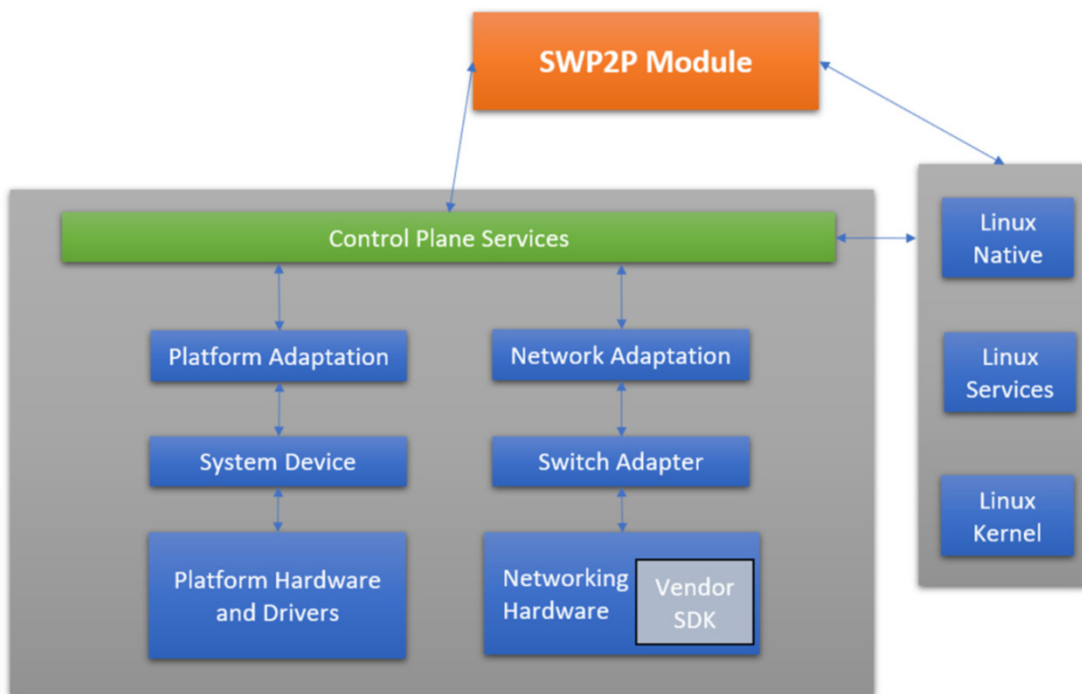 SWP2P Module
Control Plane Services
Linux
Native
Platform Adaptation
Network Adaptation
Linux
Services
System Device
Switch Adapter
Linux
Kernel
Platform Hardware
and Drivers
Networking
Hardware
Vendor
SDK